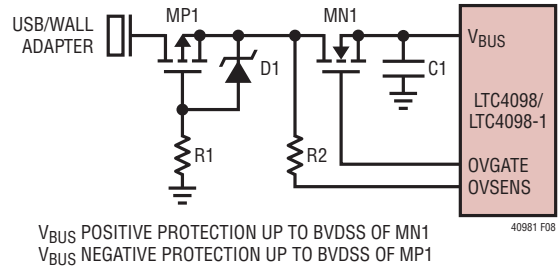 USB/WALL
ADAPTER
MP1
MN1
D1
C1
R1
R2
VBUS
LTC4098/
LTC4098-1
OVGATE
OVSENS
40981 F08
VBUS POSITIVE PROTECTION UP TO BVDSS OF MN1
VBUS NEGATIVE PROTECTION UP TO BVDSS OF MP1